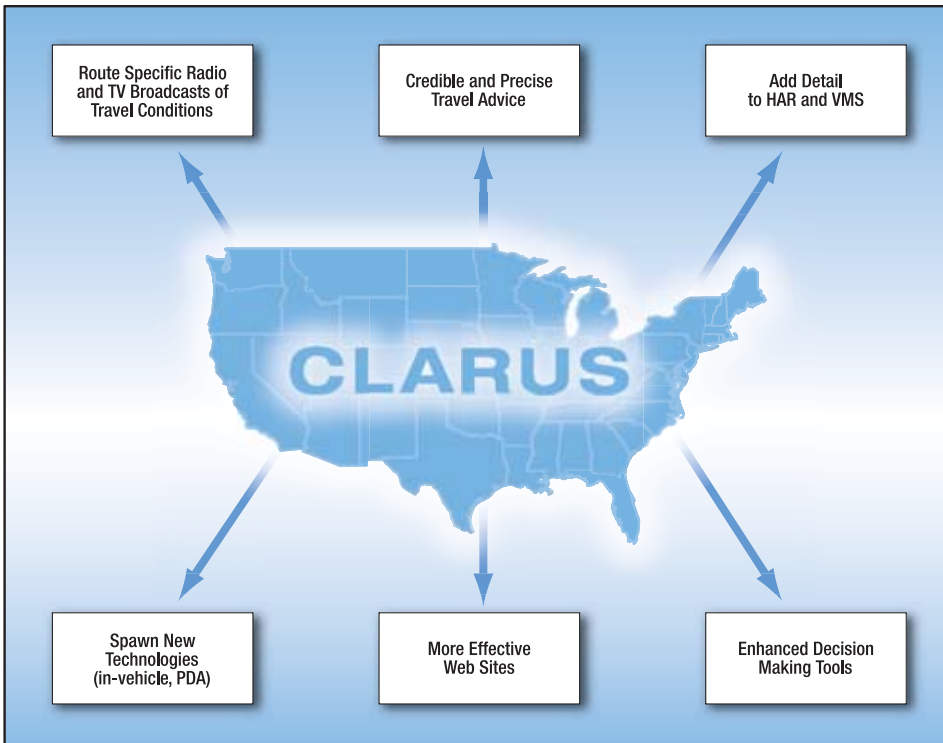 Route Specific Radio
and TV Broadcasts of
Travel Conditions
Credible and Precise
Travel Advice
Add Detail
to HAR and VMS
CLARUS
Spawn New
Technologies
(in-vehicle, PDA)
More Effective
Web Sites
Enhanced Decision
Making Tools